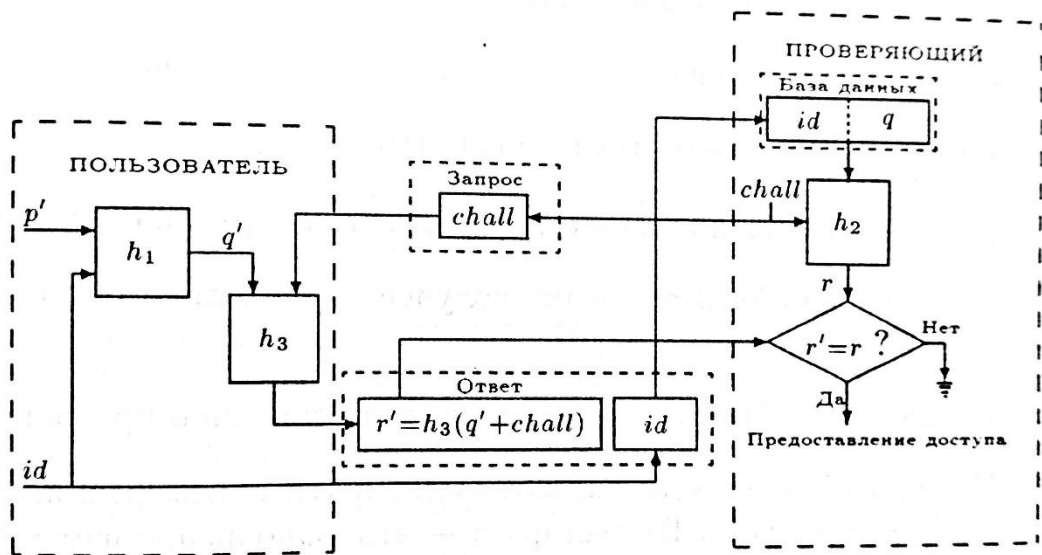 ПРОВЕРЯЮЩИЙ
База данных
id q
ПОЛЬЗОВАТЕЛЬ
Запрос
chall
chall
p'
h1
q'
h2
h3
r
r'=r ?
Нет
Да
Ответ
r'=h3(q'+chall)
id
Предоставление доступа
id